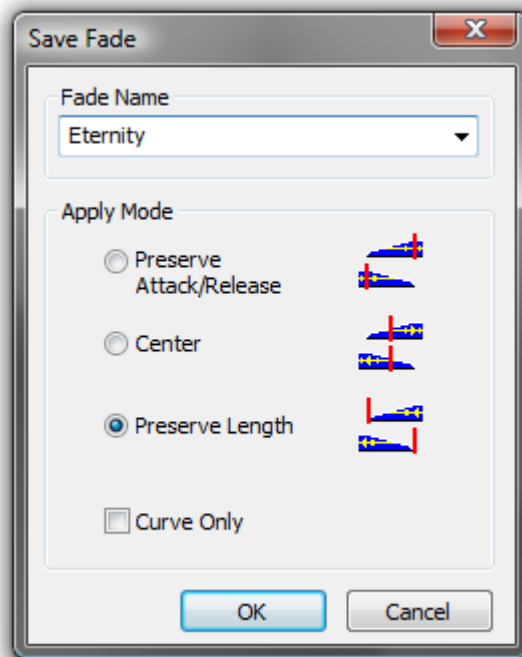 Save Fade
Fade Name
Eternity
Apply Mode
Preserve
Attack/Release
Center
Preserve Length
Curve Only
OK
Cancel